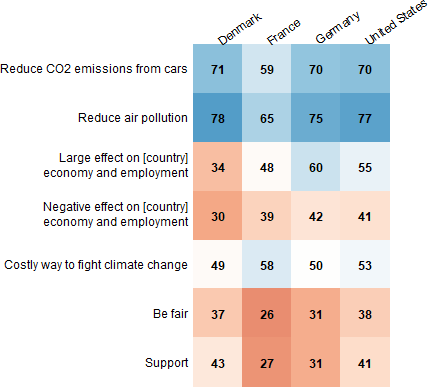 Denmark France Germany United States
Reduce CO2 emissions from cars 71 59 70 70
Reduce air pollution 78 65 75 77
Large effect on [country]
economy and employment 34 48 60 55
Negative effect on [country]
economy and employment 30 39 42 41
Costly way to fight climate change 49 58 50 53
Be fair 37 26 31 38
Support 43 27 31 41